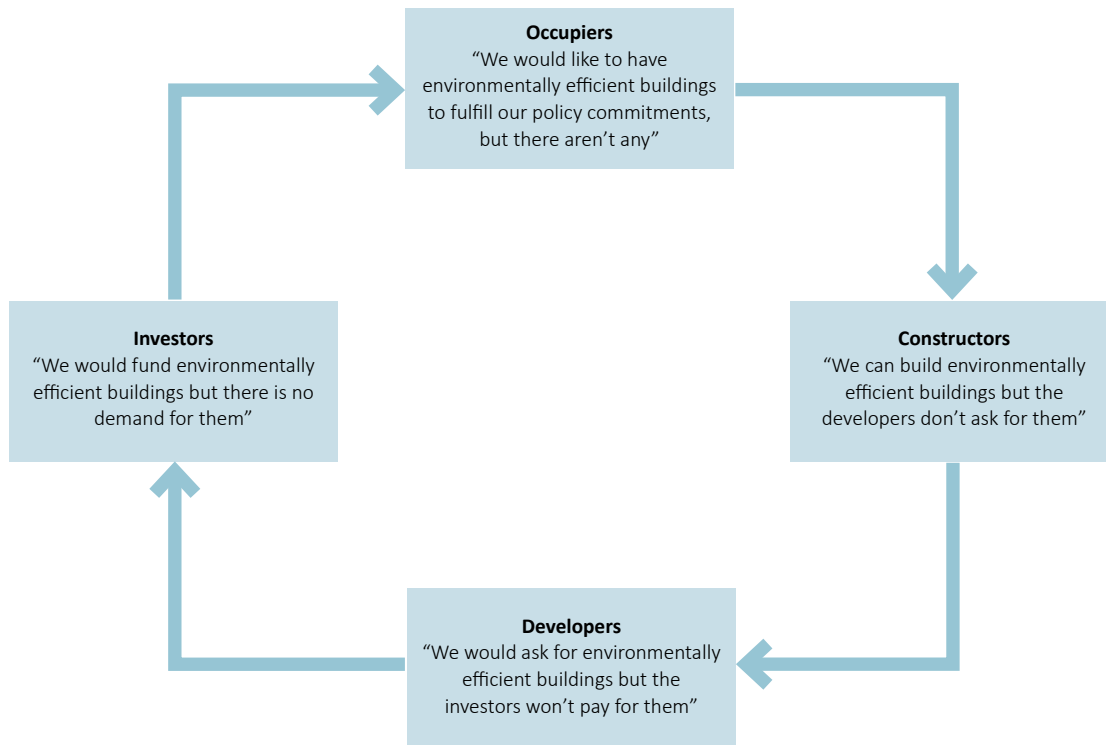 Occupiers
“We would like to have
environmentally efficient buildings
to fulfill our policy commitments,
but there aren’t any”
Constructors
“We can build environmentally
efficient buildings but the
developers don’t ask for them”
Developers
“We would ask for environmentally
efficient buildings but the
investors won’t pay for them”
Investors
“We would fund environmentally
efficient buildings but there is no
demand for them”